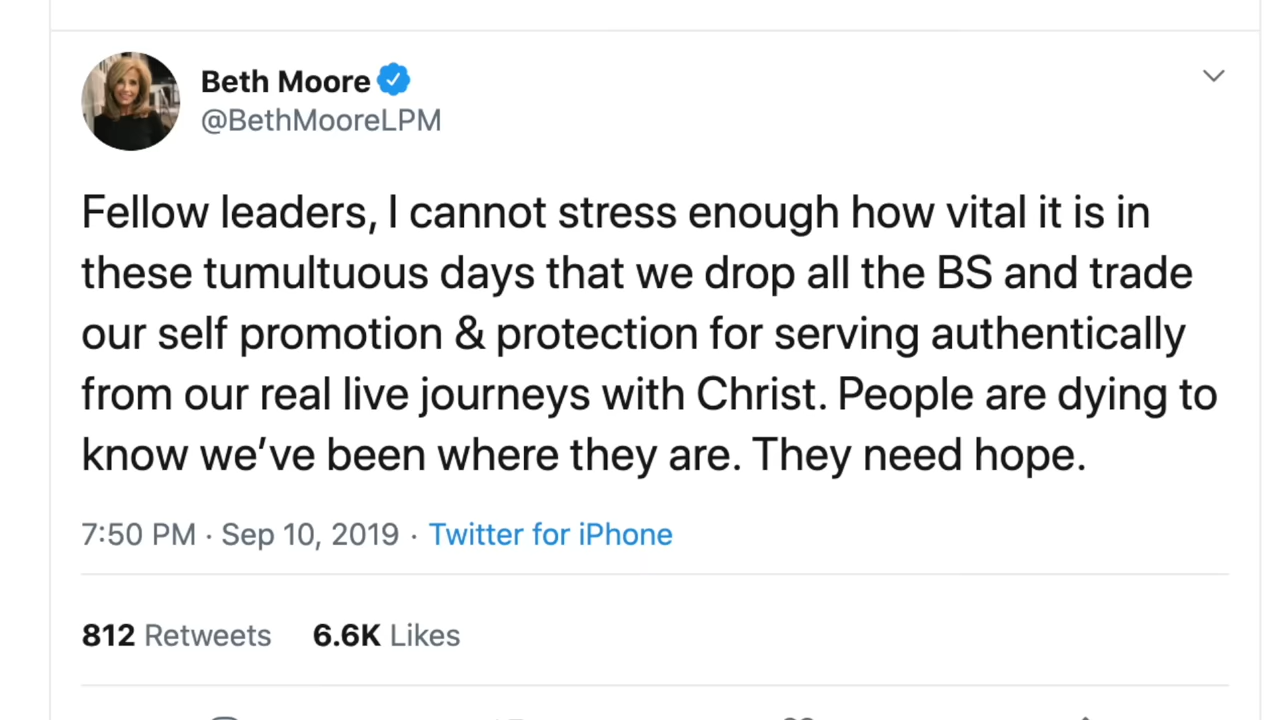 Beth Moore
@BethMooreLPM
Fellow leaders, I cannot stress enough how vital it is in
these tumultuous days that we drop all the BS and trade
our self promotion & protection for serving authentically
from our real live journeys with Christ. People are dying to
know we’ve been where they are. They need hope.
7:50 PM · Sep 10, 2019 · Twitter for iPhone
812 Retweets 6.6K Likes